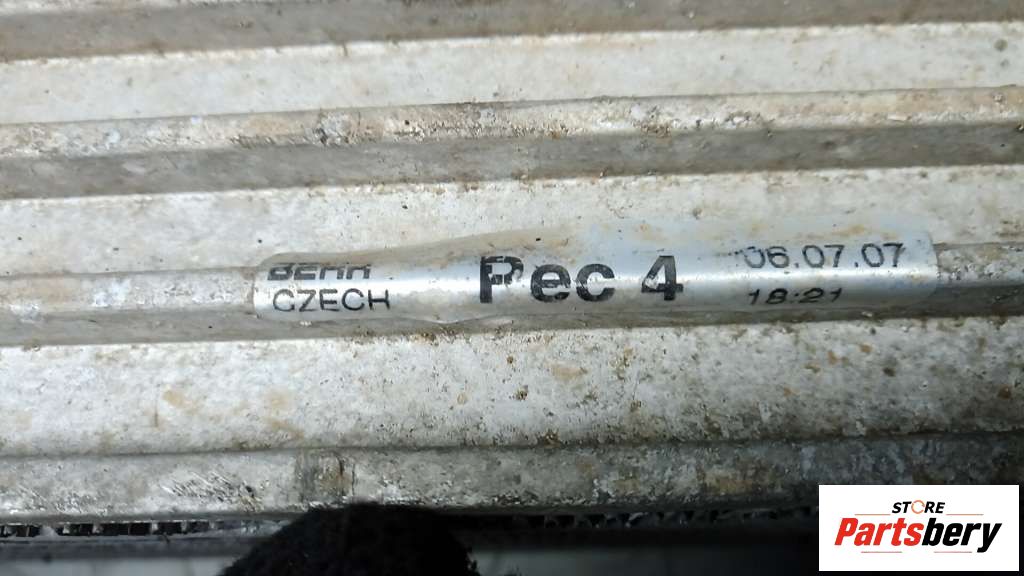 BEHR
CZECH
Pec 4
06.07.07
18:21
STORE
Partsbery